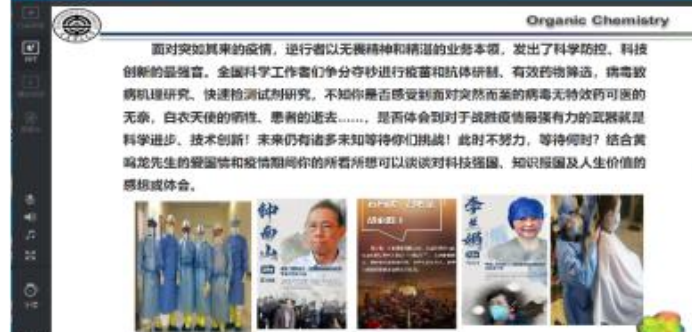 Organic Chemistry
面对突如其来的疫情，逆行者以无畏精神和精湛的业务本领，发出了科学防控、科技
创新的最强音。全国科学工作者们争分夺秒进行疫苗和抗体研制、有效药物筛选，病毒致
病机理研究、快速检测试剂研究，不知你是否感受到面对突然而至的病毒无特效药可医的
无奈，白衣天使的牺牲、患者的逝去……，是否体会到对于战胜疫情最强有力的武器就是
科学进步、技术创新！未来仍有诸多未知等待你们挑战！此时不努力，等待何时？结合黄
鸣龙先生的爱国情和疫情期间你的所看所想可以谈谈对科技强国、知识报国及人生价值的
感想或体会。
钟南山
李兰娟